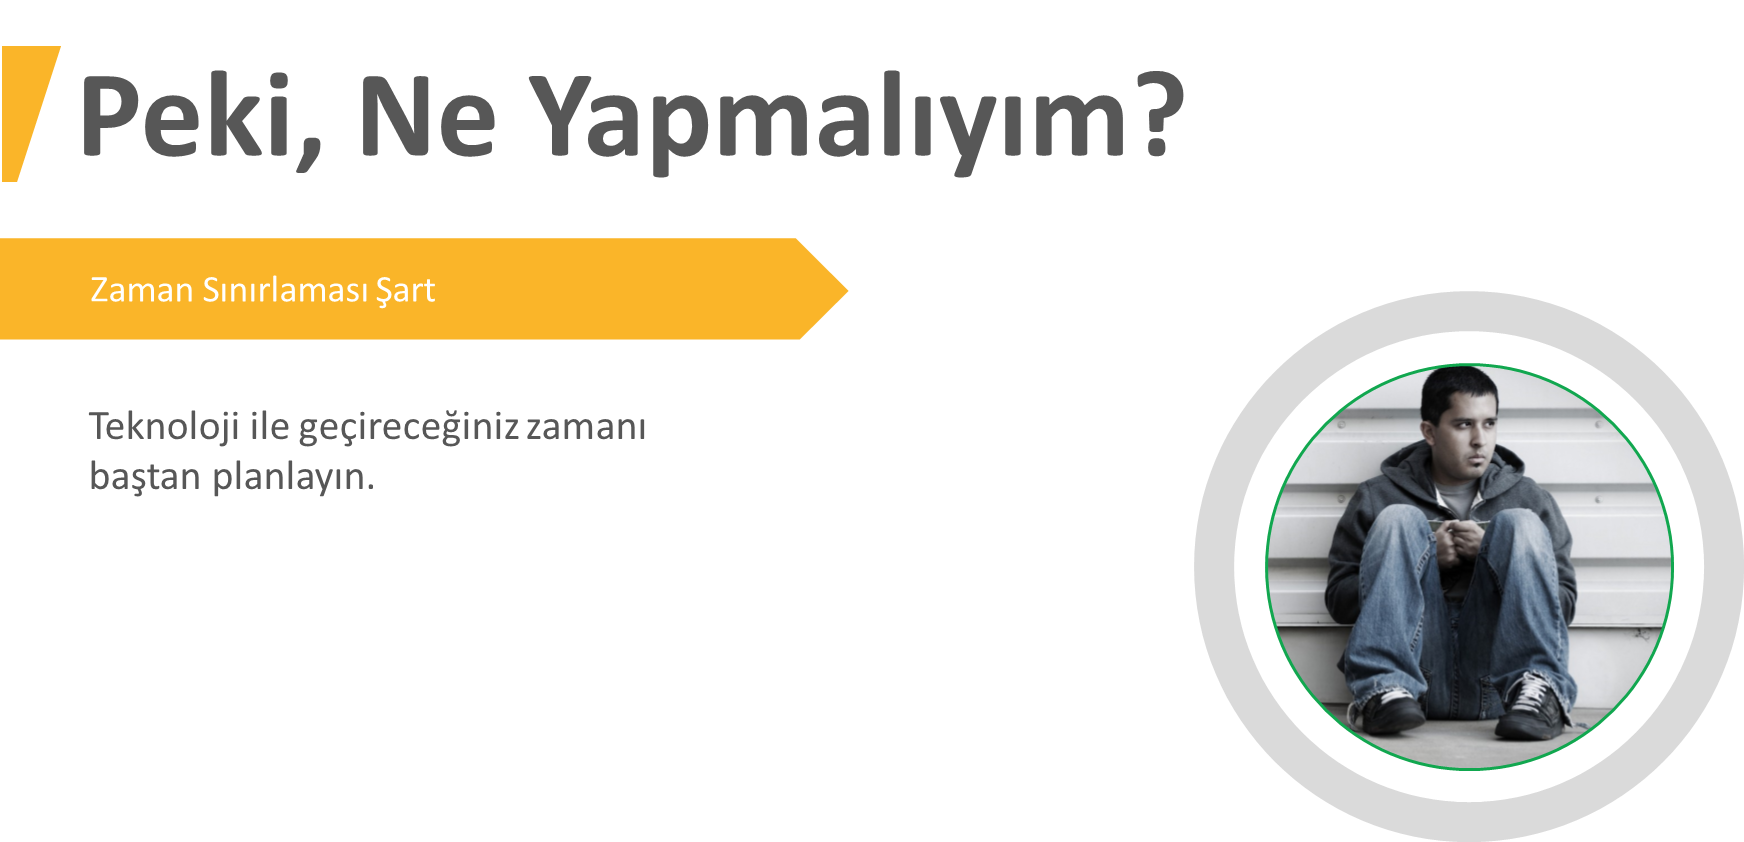 Peki, Ne Yapmalıyım?
Zaman Sınırlaması Şart
Teknoloji ile geçireceğiniz zamanı
baştan planlayın.